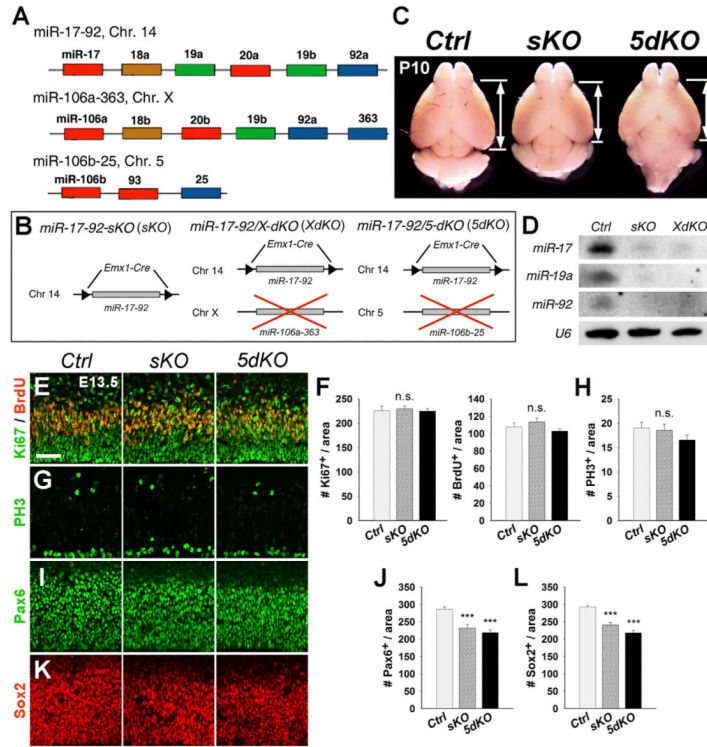 A
miR-17-92, Chr. 14
miR-17 18a 19a 20a 19b 92a
miR-106a-363, Chr. X
miR-106a 18b 20b 19b 92a 363
miR-106b-25, Chr. 5
miR-106b 93 25
C
Ctrl sKO 5dKO
P10
B
miR-17-92-sKO (sKO) miR-17-92/X-dKO (XdKO) miR-17-92/5-dKO (5dKO)
Emx1-Cre Emx1-Cre Emx1-Cre
Chr 14 Chr 14 Chr 14
miR-17-92 miR-17-92 miR-17-92
Chr X Chr 5
miR-106a-363 miR-106b-25
D
Ctrl sKO XdKO
miR-17
miR-19a
miR-92
U6
Ctrl sKO 5dKO
E
E13.5
Ki67 / BrdU
G
PH3
I
Pax6
K
Sox2
F
# Ki67+ / area
250
200
150
100
50
0
n.s.
Ctrl sKO 5dKO
# BrdU+ / area
140
120
100
80
60
40
20
0
n.s.
Ctrl sKO 5dKO
H
# PH3+ / area
25
20
15
10
5
0
n.s.
Ctrl sKO 5dKO
J
# Pax6+ / area
350
300
250
200
150
100
50
0
*** ***
Ctrl sKO 5dKO
L
# Sox2+ / area
350
300
250
200
150
100
50
0
*** ***
Ctrl sKO 5dKO